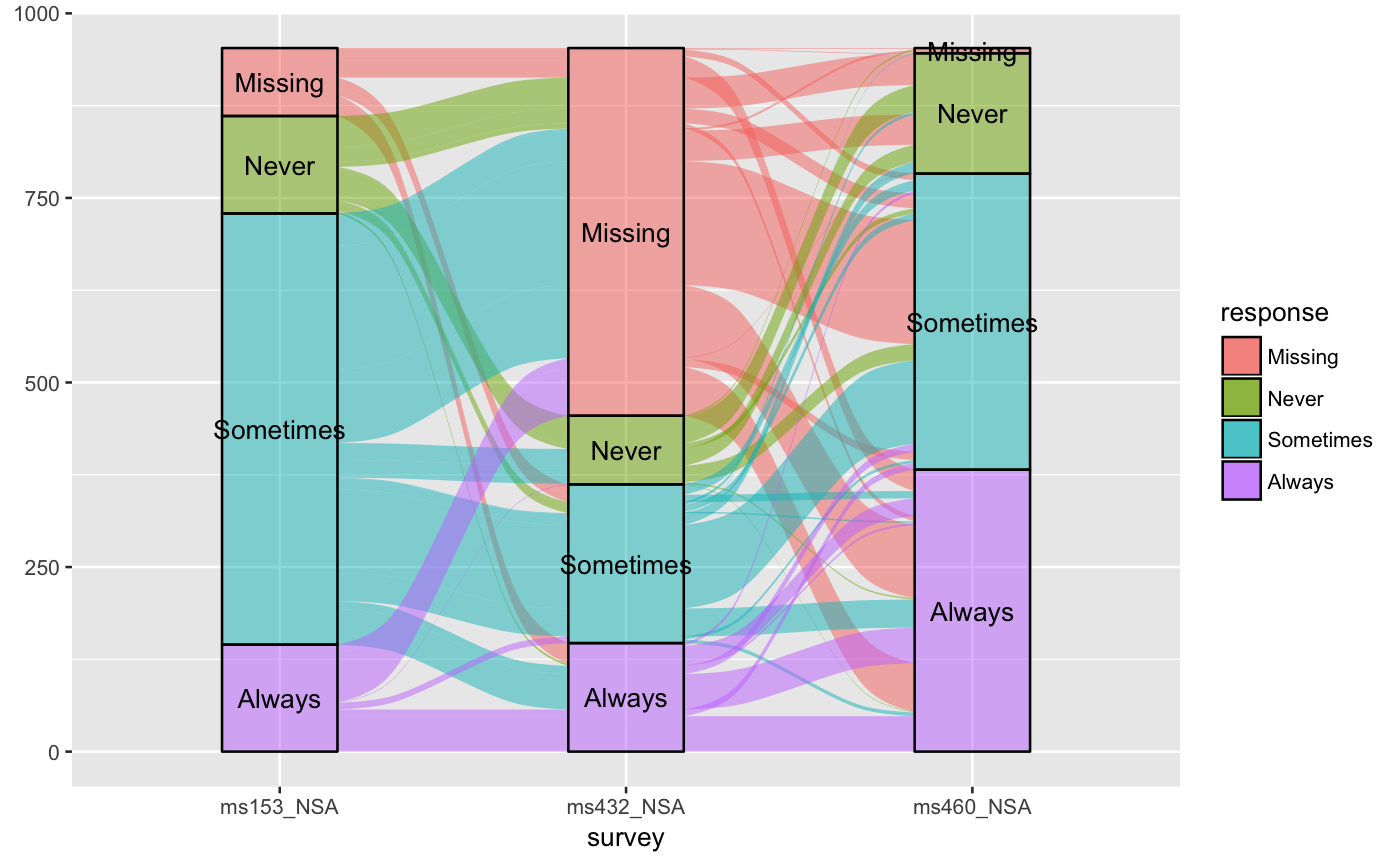 1000
750
500
250
0
Missing
Never
Sometimes
Always
Missing
Never
Sometimes
Always
Missing
Never
Sometimes
Always
ms153_NSA
ms432_NSA
ms460_NSA
survey
response
Missing
Never
Sometimes
Always